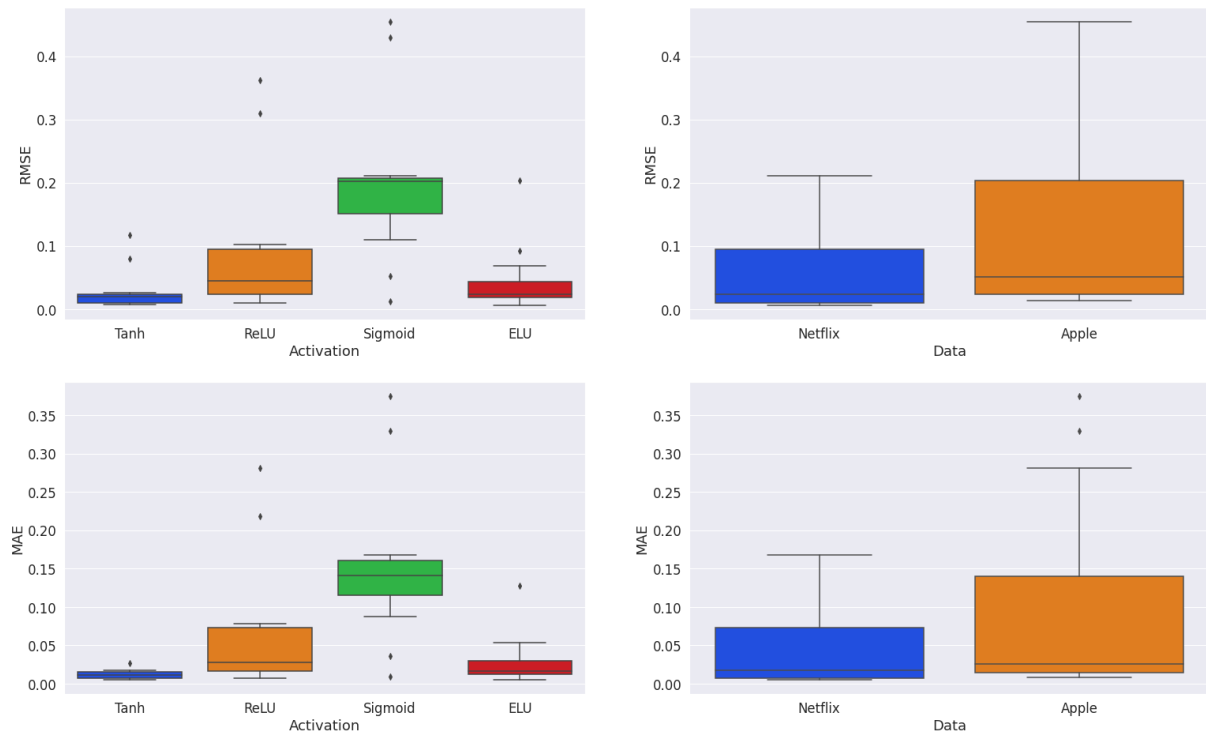 0.4
0.3
0.2
0.1
0.0
RMSE
Tanh ReLU Sigmoid ELU
Activation
0.4
0.3
0.2
0.1
0.0
RMSE
Netflix Apple
Data
0.35
0.30
0.25
0.20
0.15
0.10
0.05
0.00
MAE
Tanh ReLU Sigmoid ELU
Activation
0.35
0.30
0.25
0.20
0.15
0.10
0.05
0.00
MAE
Netflix Apple
Data